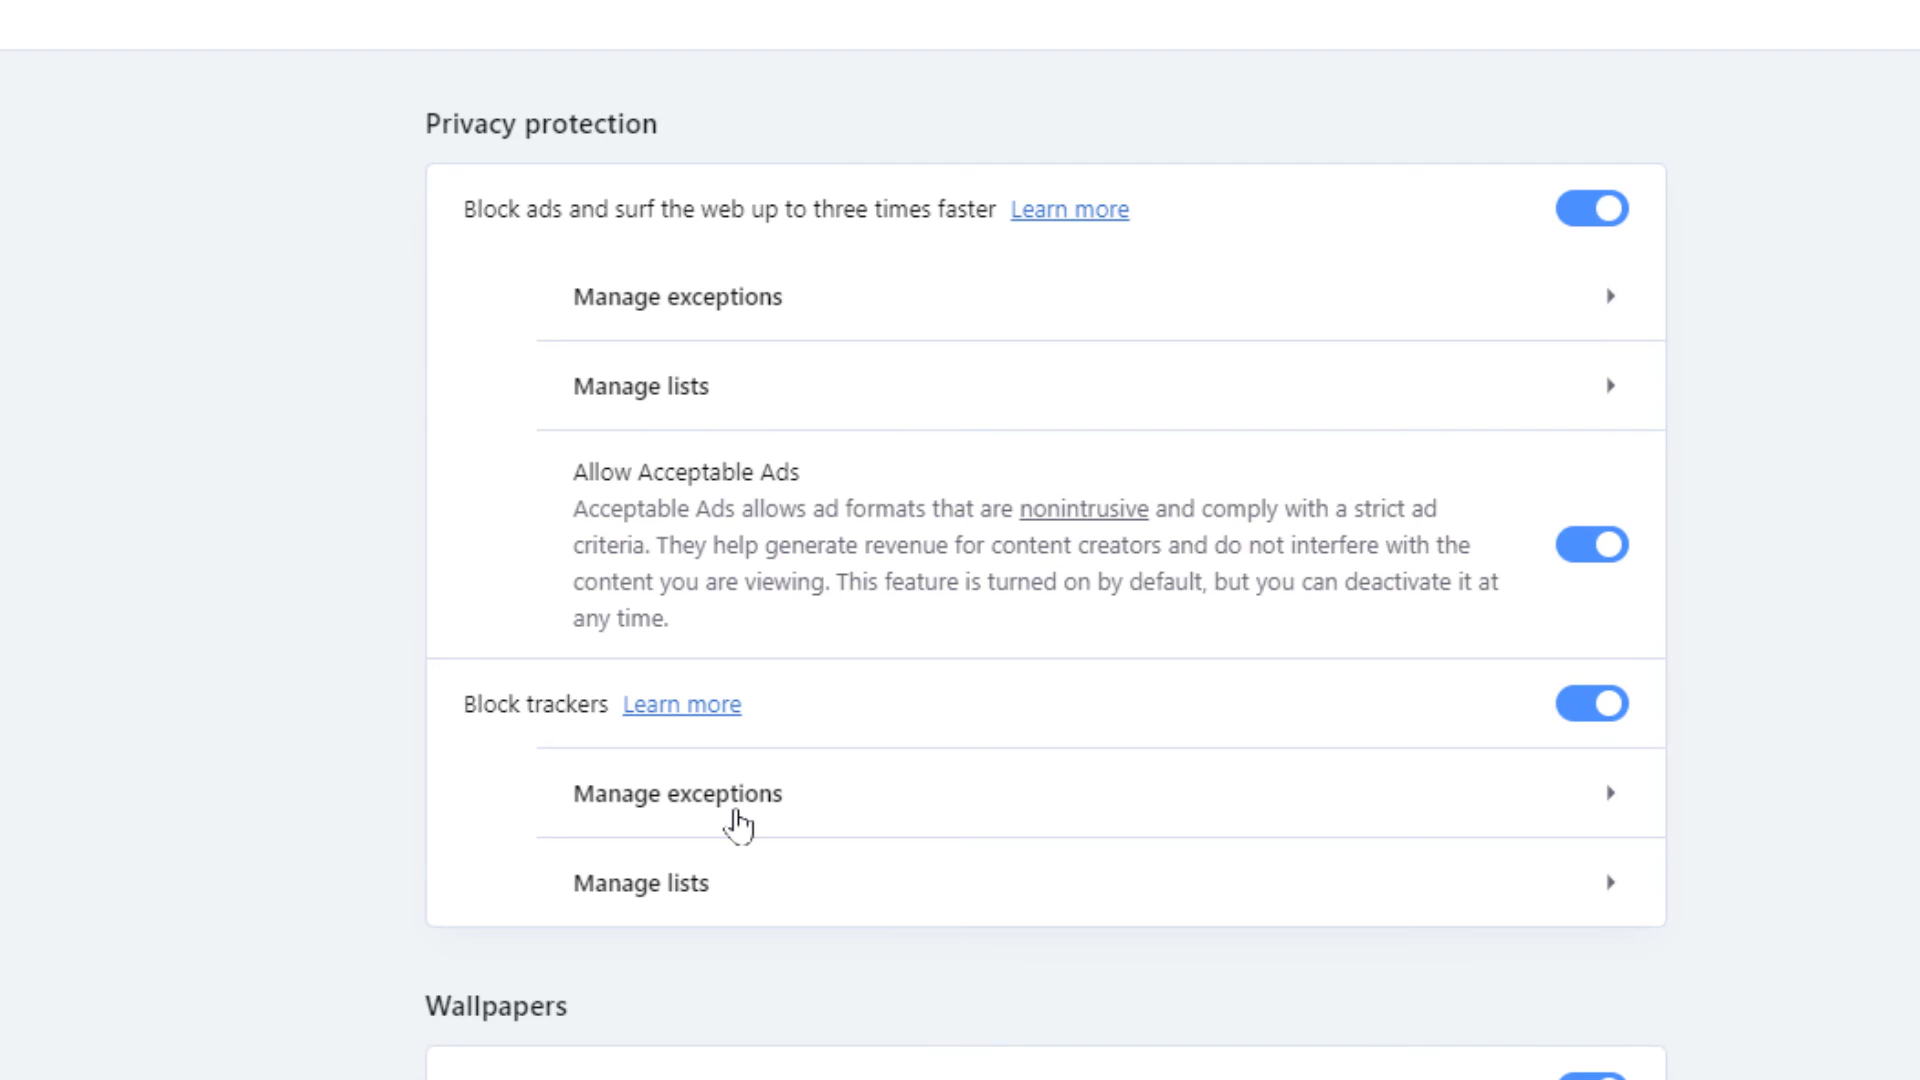 Privacy protection
Block ads and surf the web up to three times faster Learn more
Manage exceptions
Manage lists
Allow Acceptable Ads
Acceptable Ads allows ad formats that are nonintrusive and comply with a strict ad
criteria. They help generate revenue for content creators and do not interfere with the
content you are viewing. This feature is turned on by default, but you can deactivate it at
any time.
Block trackers Learn more
Manage exceptions
Manage lists
Wallpapers